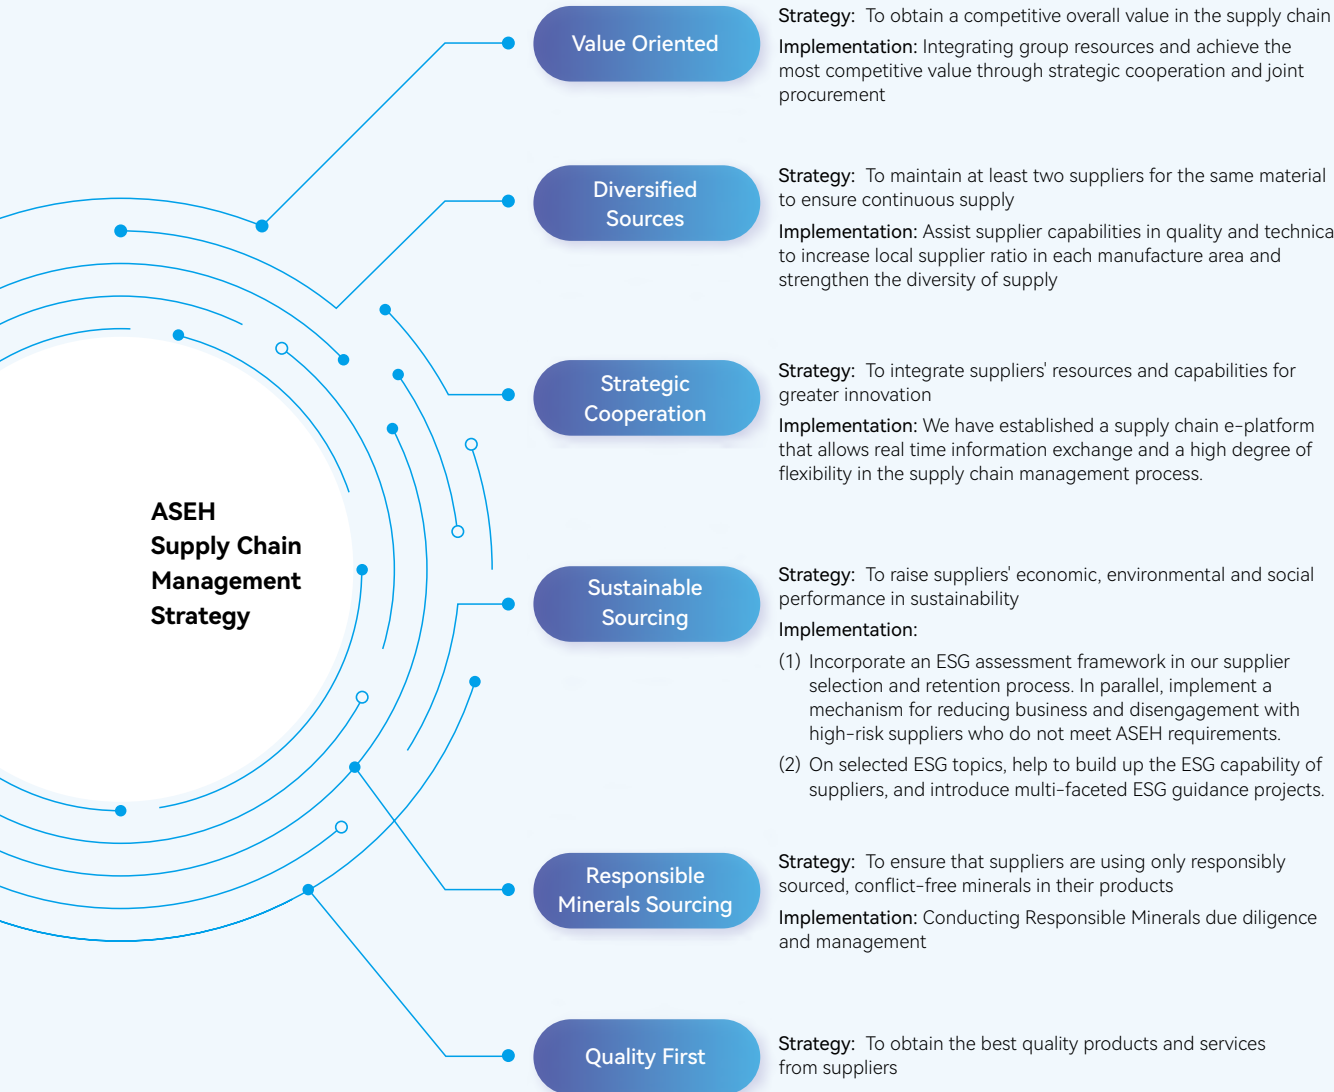 Value Oriented
Strategy: To obtain a competitive overall value in the supply chain
Implementation: Integrating group resources and achieve the
most competitive value through strategic cooperation and joint
procurement
Diversified
Sources
Strategy: To maintain at least two suppliers for the same material
to ensure continuous supply
Implementation: Assist supplier capabilities in quality and technica
to increase local supplier ratio in each manufacture area and
strengthen the diversity of supply
Strategic
Cooperation
Strategy: To integrate suppliers' resources and capabilities for
greater innovation
Implementation: We have established a supply chain e-platform
that allows real time information exchange and a high degree of
flexibility in the supply chain management process.
ASEH
Supply Chain
Management
Strategy
Sustainable
Sourcing
Strategy: To raise suppliers' economic, environmental and social
performance in sustainability
Implementation:
(1) Incorporate an ESG assessment framework in our supplier
selection and retention process. In parallel, implement a
mechanism for reducing business and disengagement with
high-risk suppliers who do not meet ASEH requirements.
(2) On selected ESG topics, help to build up the ESG capability of
suppliers, and introduce multi-faceted ESG guidance projects.
Responsible
Minerals Sourcing
Strategy: To ensure that suppliers are using only responsibly
sourced, conflict-free minerals in their products
Implementation: Conducting Responsible Minerals due diligence
and management
Quality First
Strategy: To obtain the best quality products and services
from suppliers